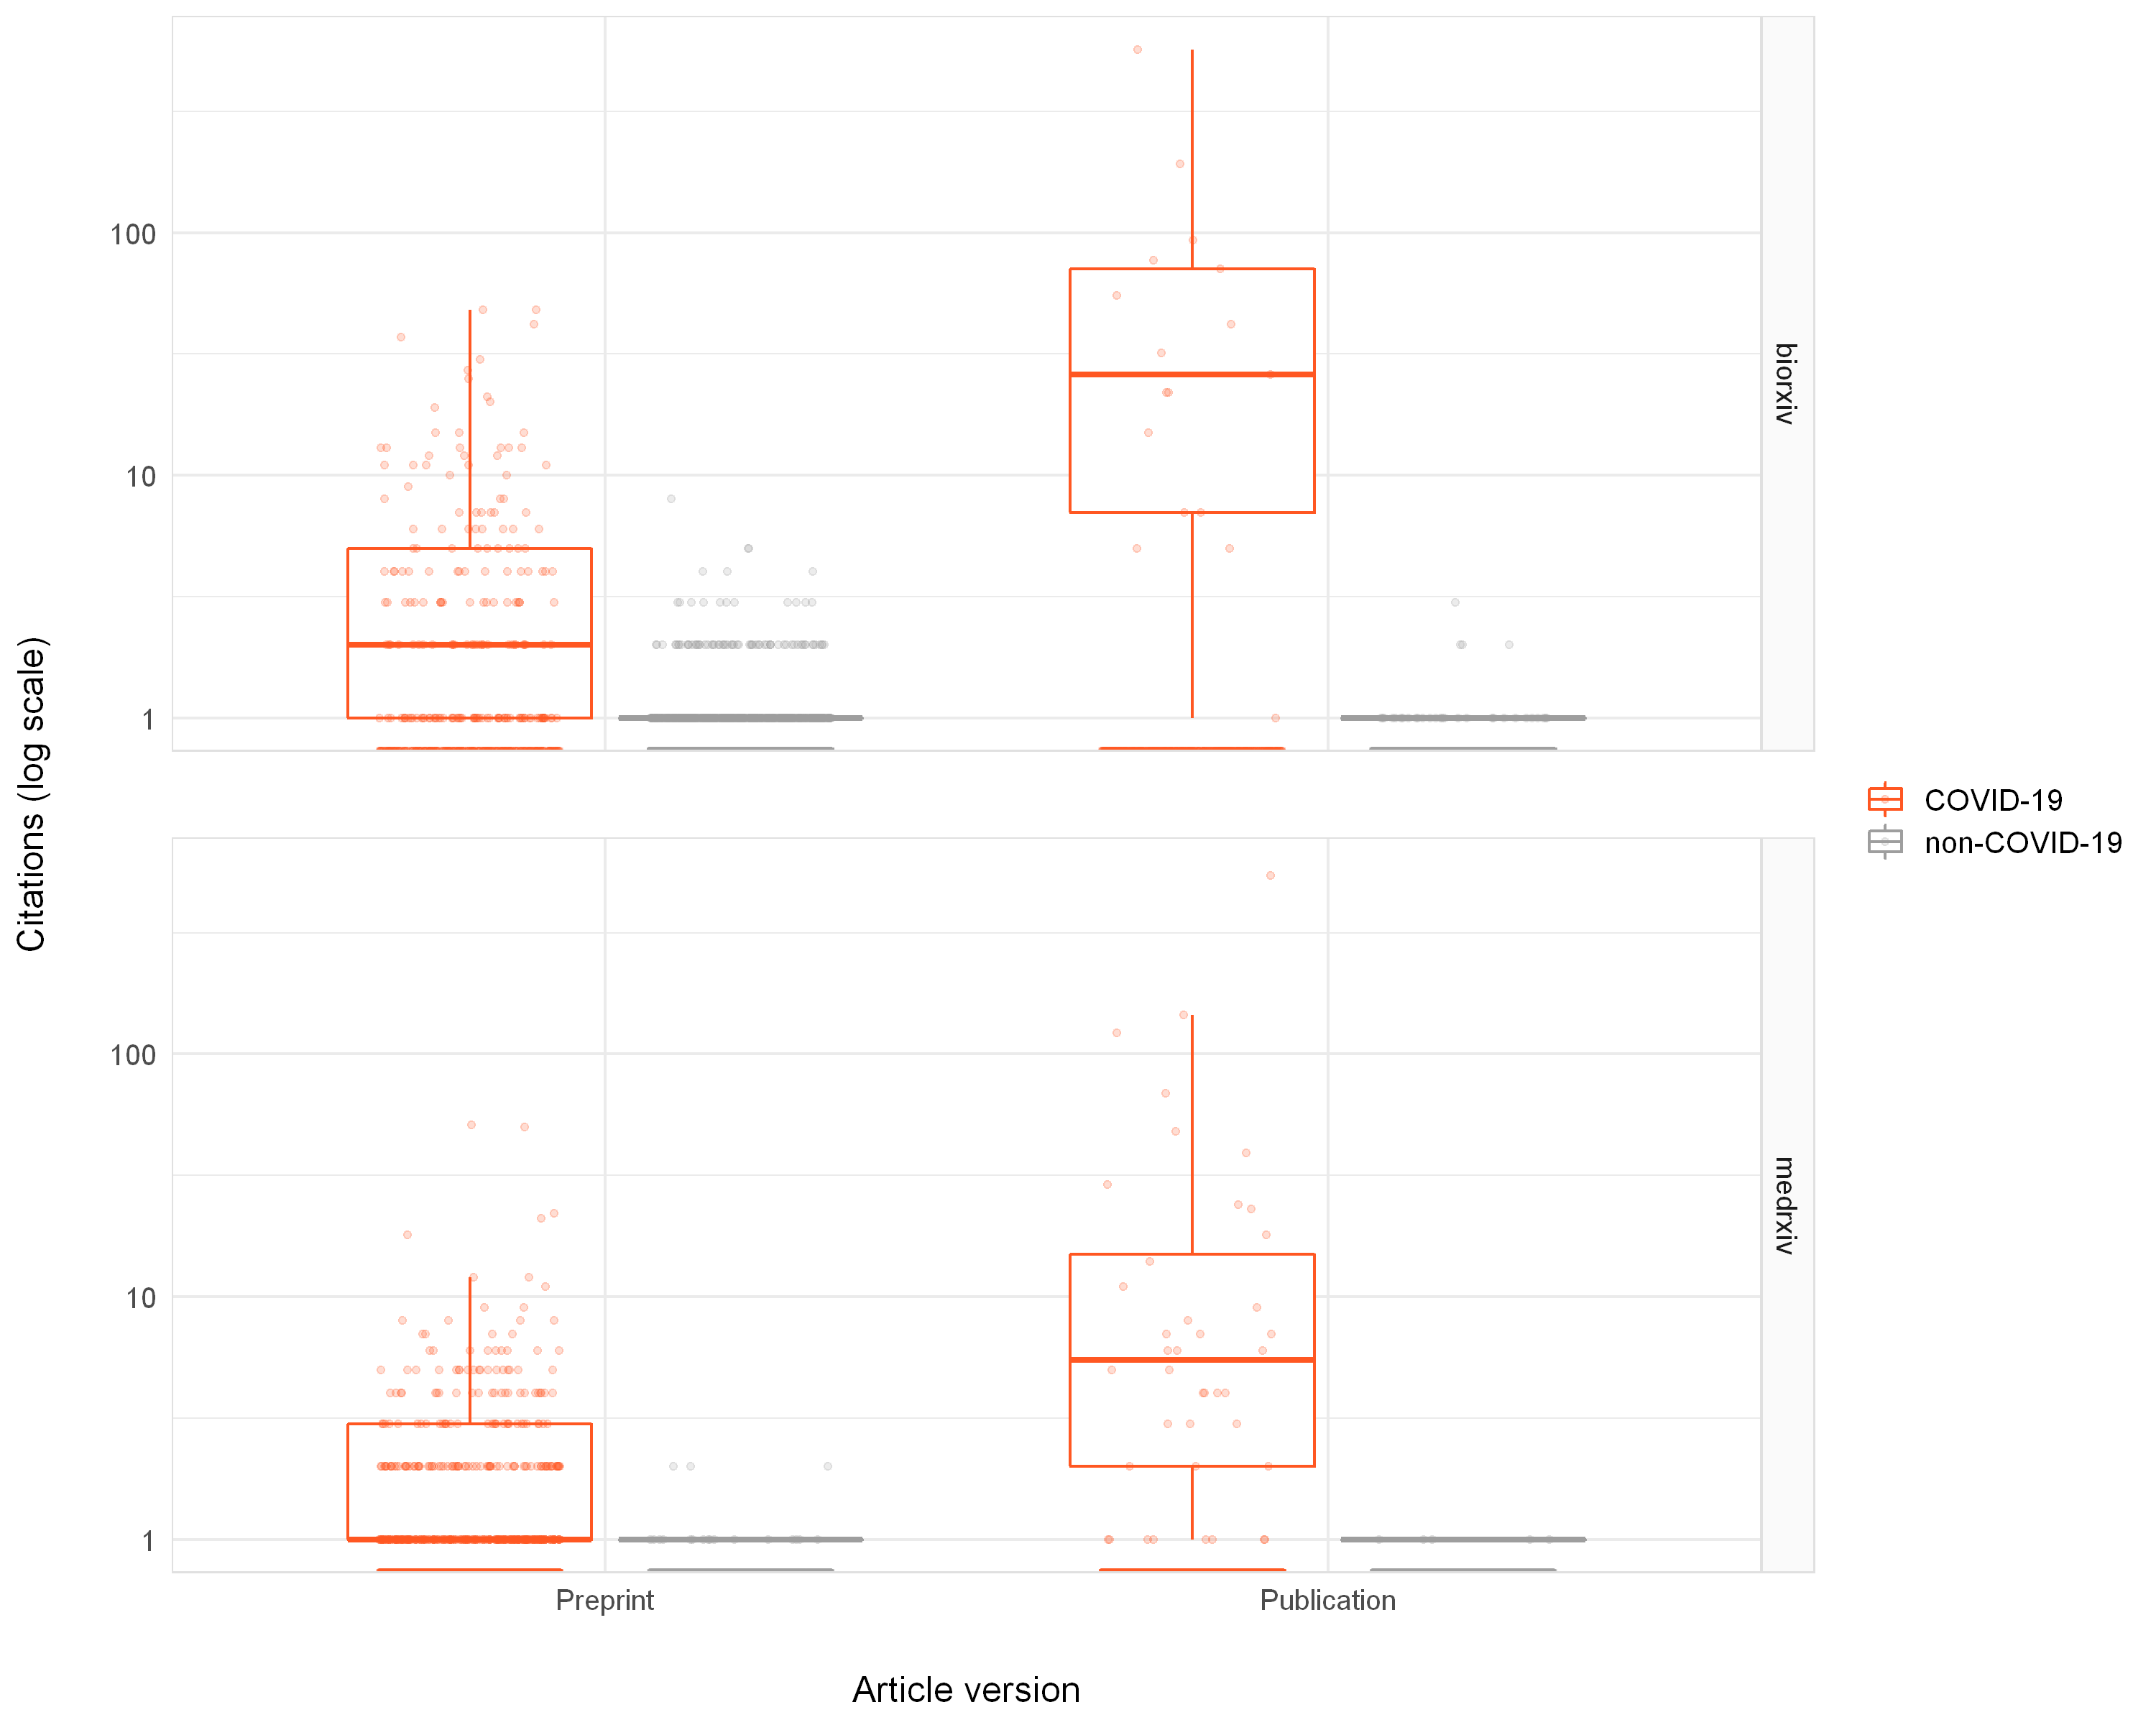 Citations (log scale)
100
10
1
biorxiv
100
10
1
medrxiv
Preprint
Publication
Article version
COVID-19
non-COVID-19